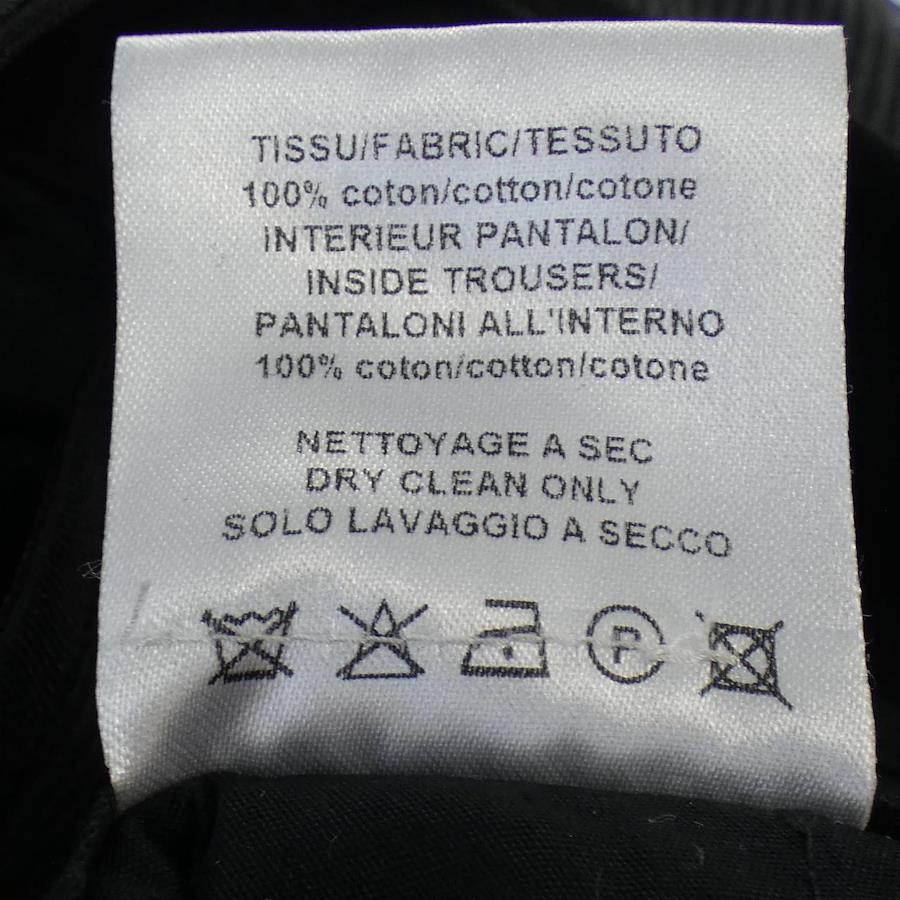 TISSU/FABRIC/TESSUTO
100% coton/cotton/cotone
INTERIEUR PANTALON/
INSIDE TROUSERS/
PANTALONI ALL'INTERNO
100% coton/cotton/cotone
NETTOYAGE A SEC
DRY CLEAN ONLY
SOLO LAVAGGIO A SECCO
P